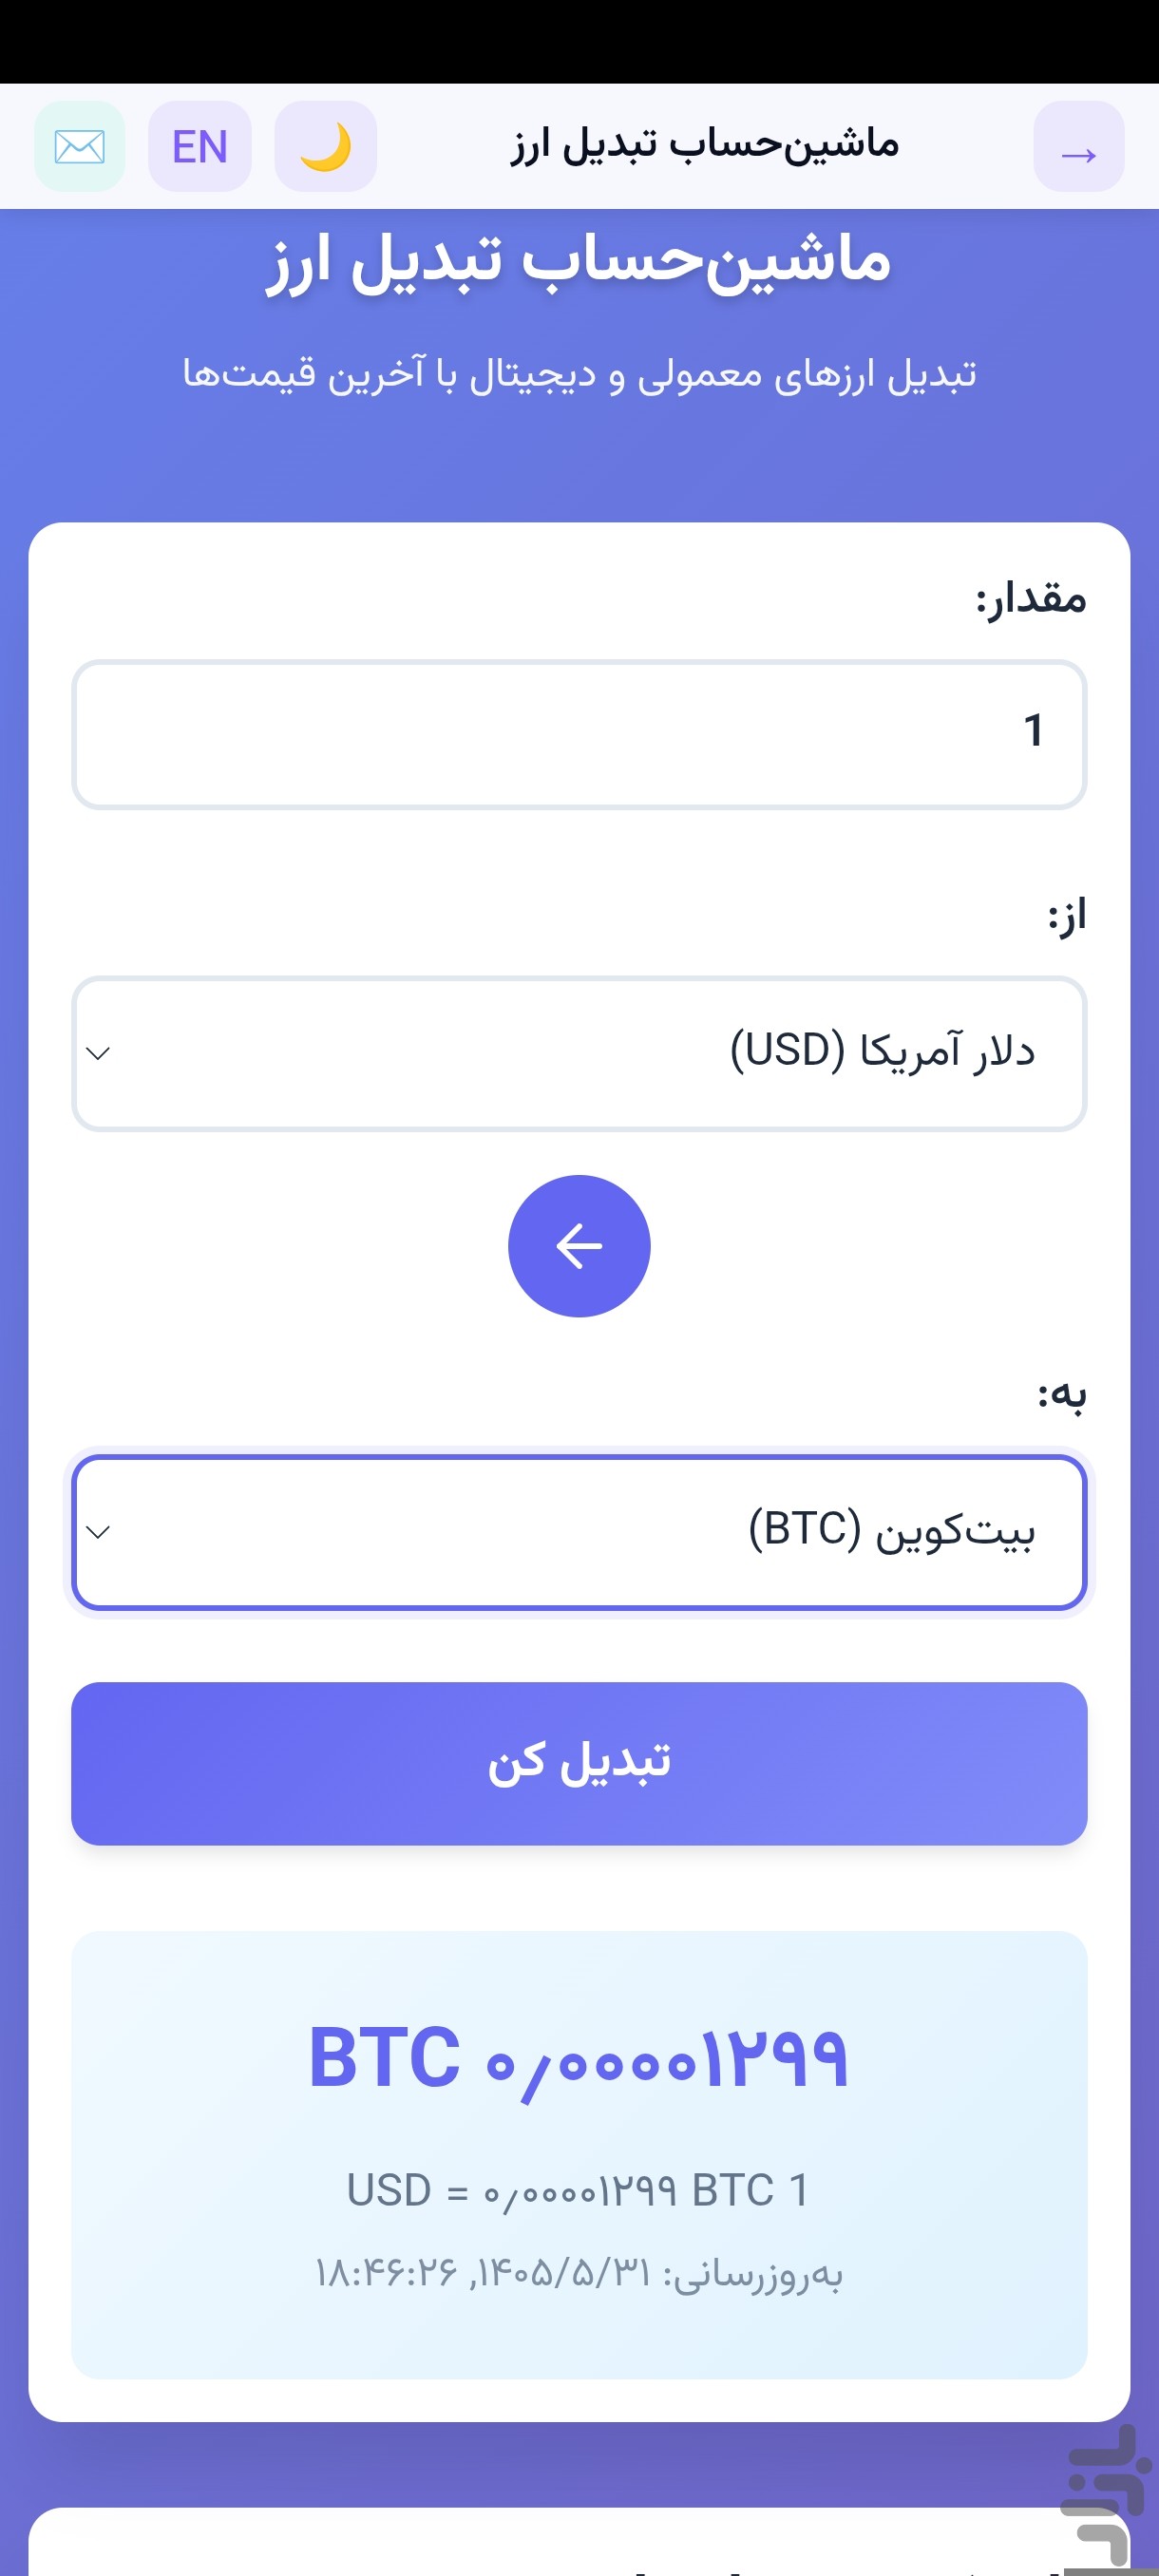 ماشین‌حساب تبدیل ارز
EN
ماشین‌حساب تبدیل ارز
تبدیل ارزهای معمولی و دیجیتال با آخرین قیمت‌ها
مقدار:
1
از:
دلار آمریکا (USD)
به:
بیت‌کوین (BTC)
تبدیل کن
۰٫۰۰۰۰۱۲۹۹ BTC
1 USD = ۰٫۰۰۰۰۱۲۹۹ BTC
به‌روزرسانی: ۱۴۰۵/۵/۳۱, ۱۸:۴۶:۲۶
بازار